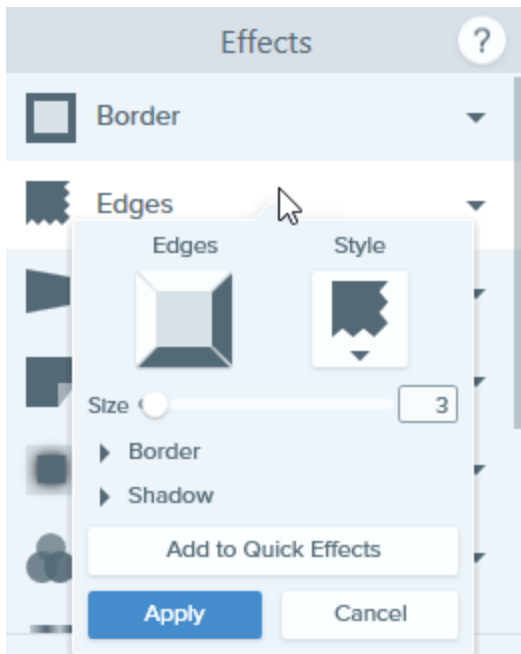 Effects ?
Border
Edges
Edges Style
Size 3
Border
Shadow
Add to Quick Effects
Apply Cancel